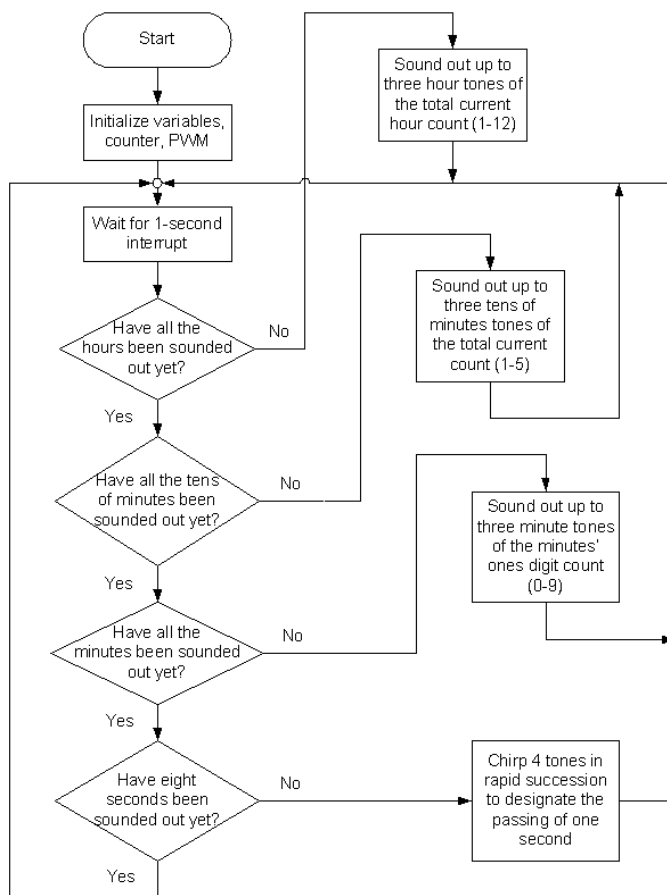 Start
Sound out up to
three hour tones of
the total current
hour count (1-12)
Initialize variables,
counter, PWM
Wait for 1-second
interrupt
Sound out up to
three tens of
minutes tones of
the total current
count (1-5)
Have all the
hours been sounded
out yet?
No
Yes
Have all the tens
of minutes been
sounded out yet?
No
Sound out up to
three minute tones
of the minutes'
ones digit count
(0-9)
Yes
Have all the
minutes been sounded
out yet?
No
Yes
Have eight
seconds been
sounded out yet?
No
Chirp 4 tones in
rapid succession
to designate the
passing of one
second
Yes